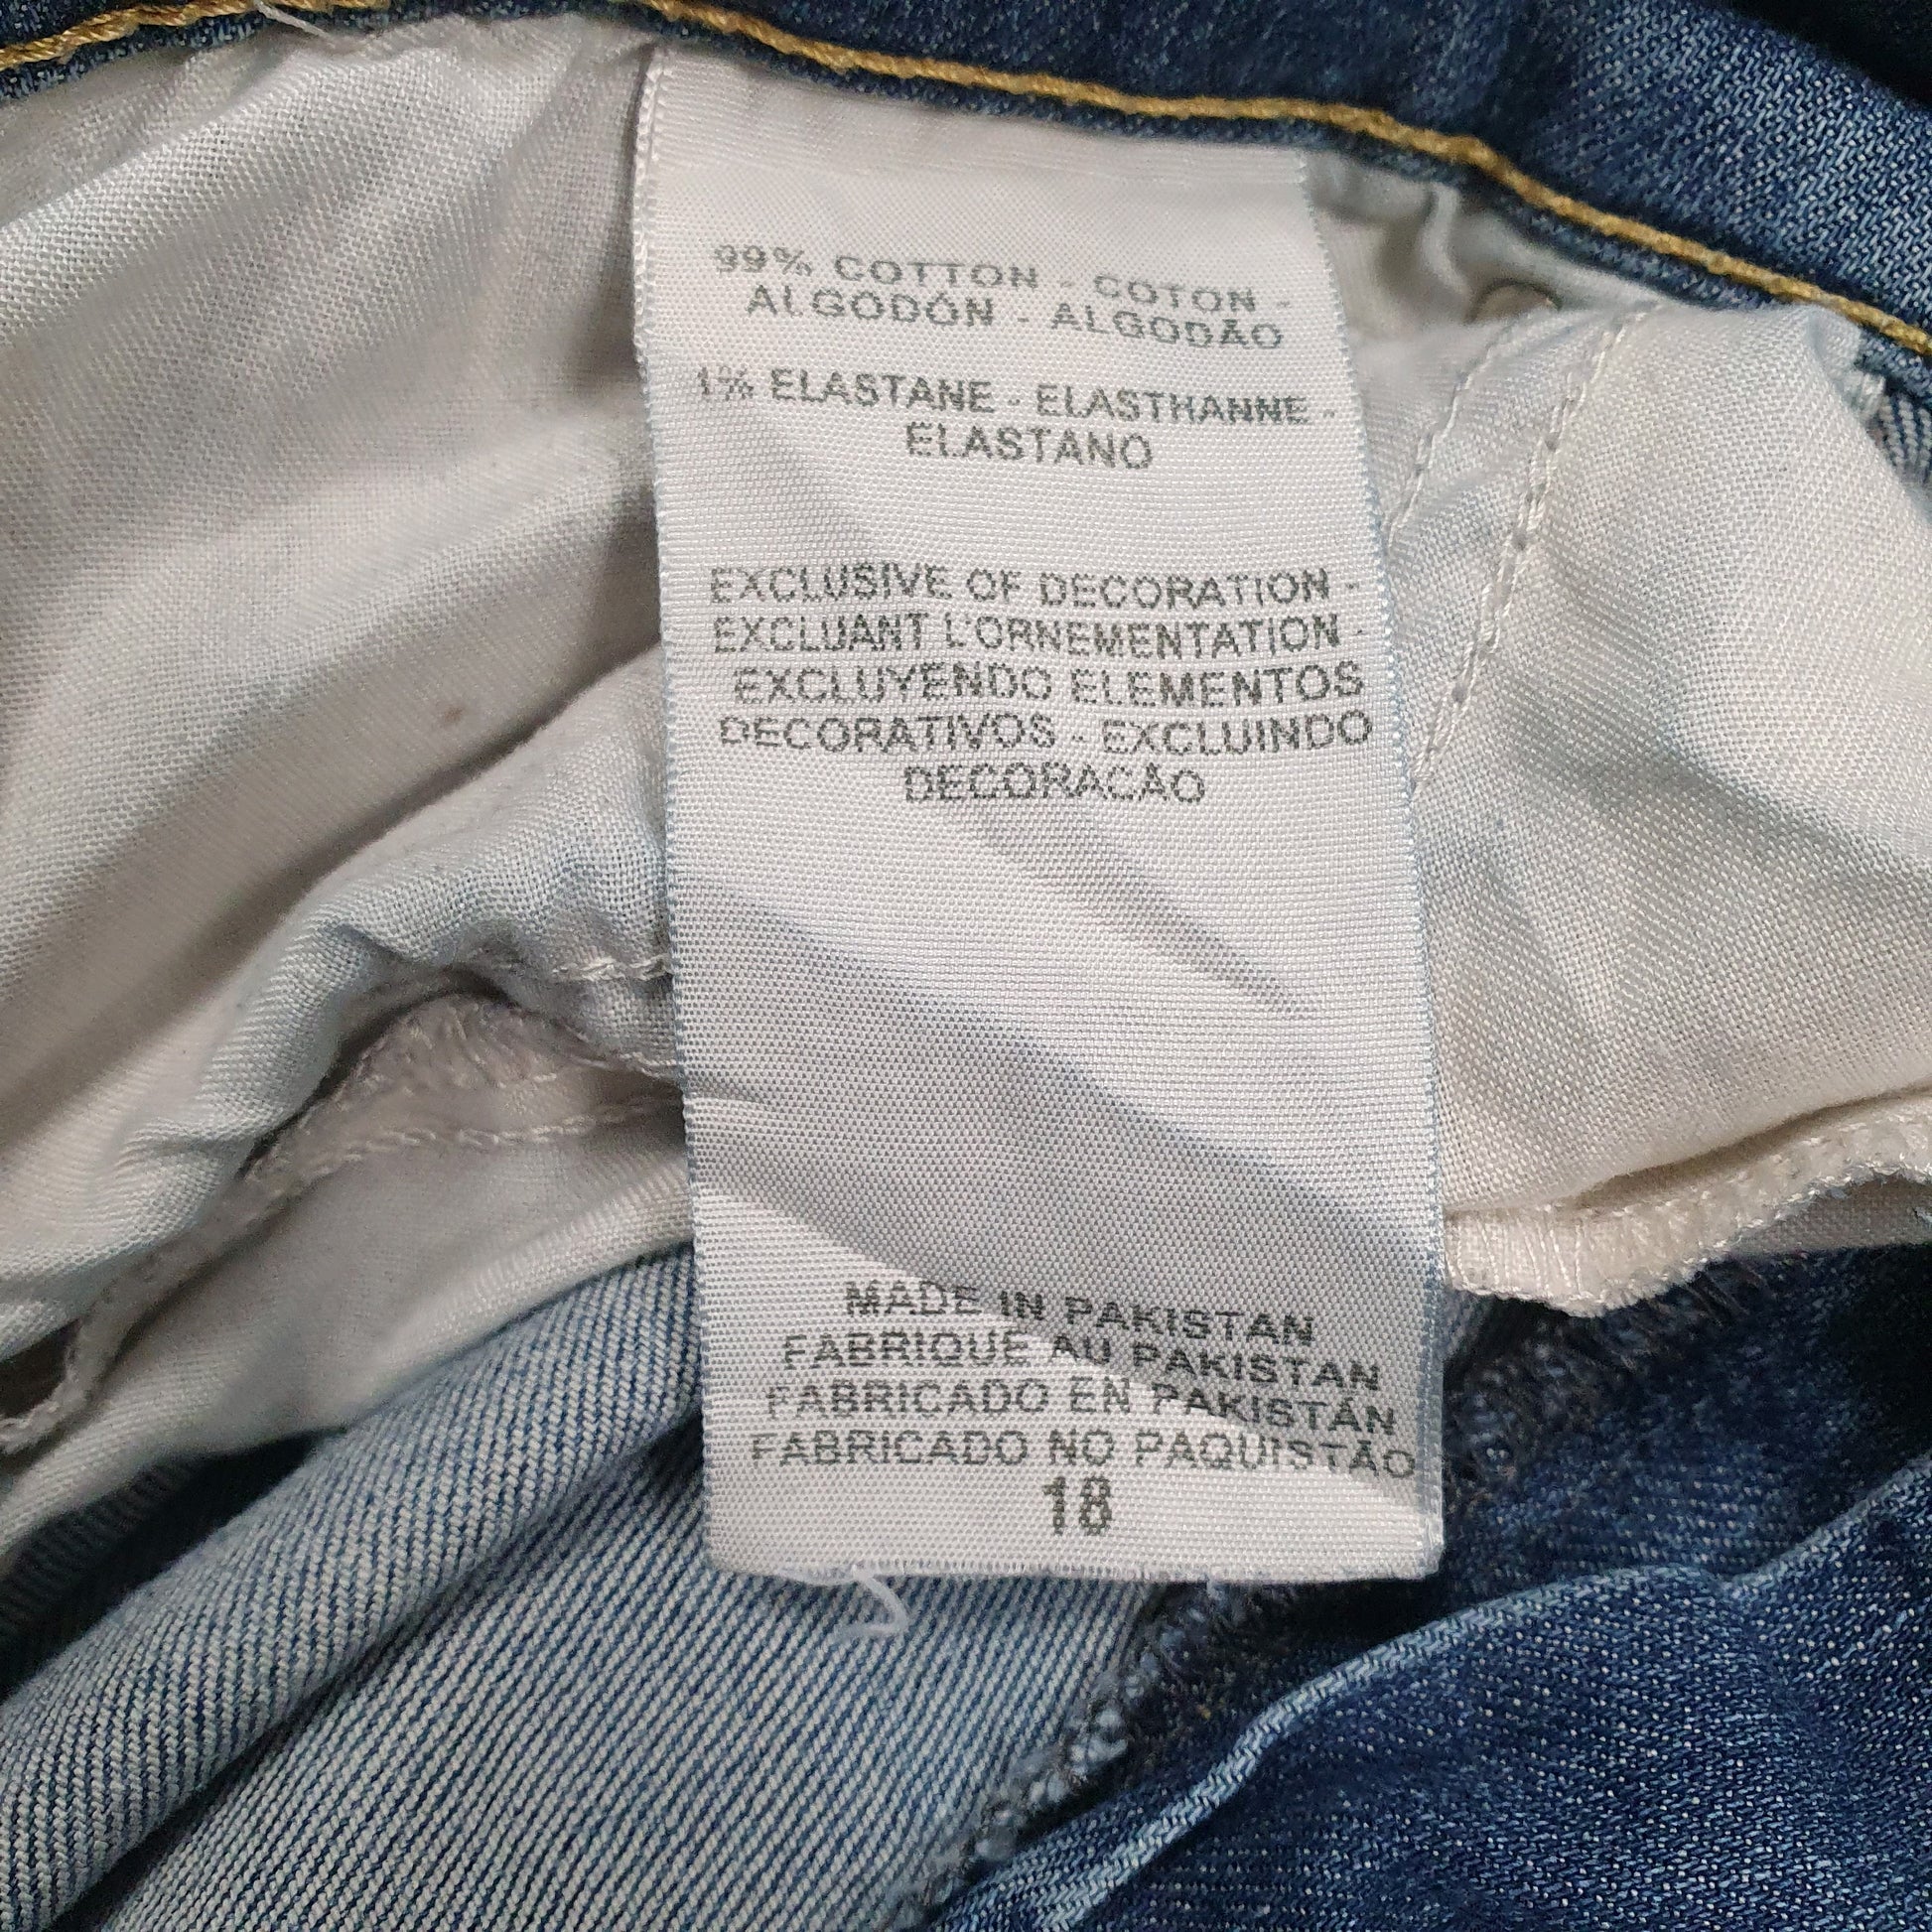 99% COTTON - COTON -
ALGODÓN - ALGODÃO
1% ELASTANE - ELASTHANNE -
ELASTANO
EXCLUSIVE OF DECORATION -
EXCLUANT L'ORNEMENTATION -
EXCLUYENDO ELEMENTOS
DECORATIVOS - EXCLUINDO
DECORACÃO
MADE IN PAKISTAN
FABRIQUÉ AU PAKISTAN
FABRICADO EN PAKISTÁN
FABRICADO NO PAQUISTÃO
18